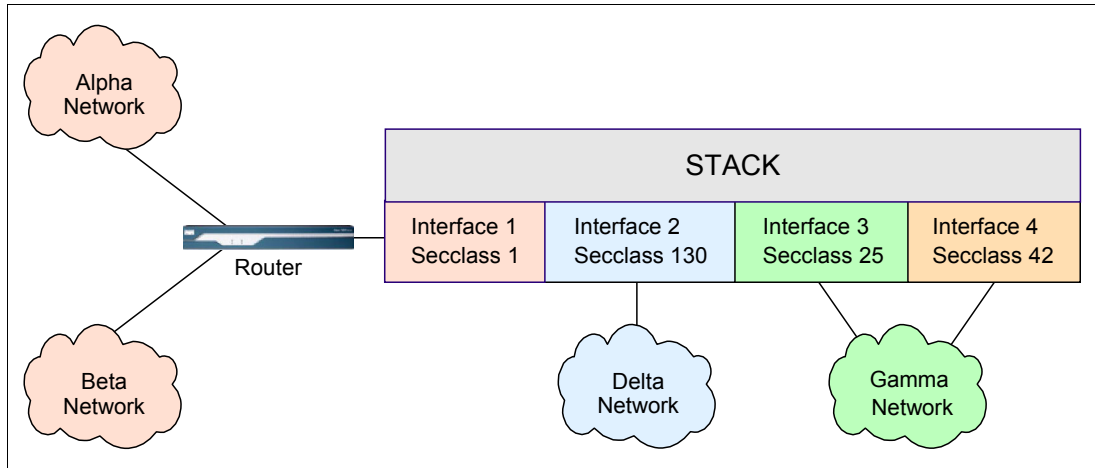 Alpha
Network
STACK
Interface 1
Secclass 1
Interface 2
Secclass 130
Interface 3
Secclass 25
Interface 4
Secclass 42
Router
Beta
Network
Delta
Network
Gamma
Network